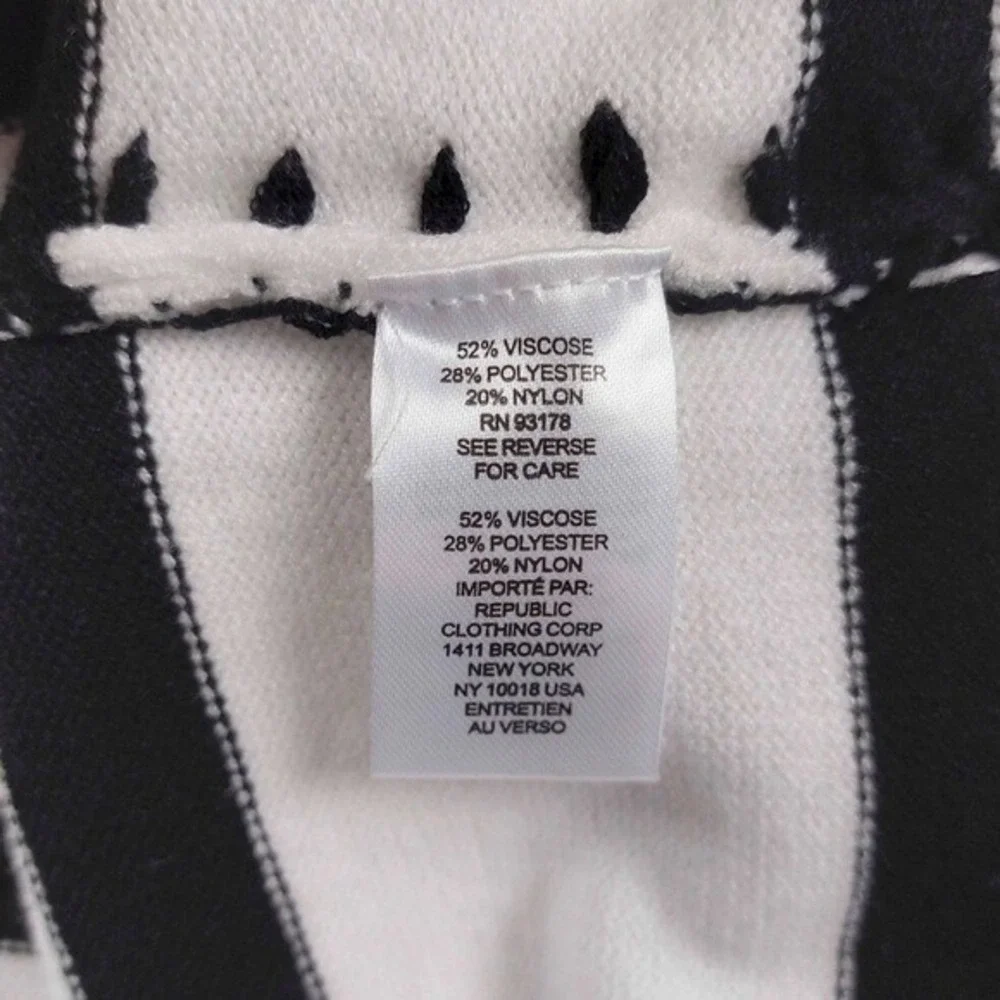 52% VISCOSE
28% POLYESTER
20% NYLON
RN 93178
SEE REVERSE
FOR CARE
52% VISCOSE
28% POLYESTER
20% NYLON
IMPORTÉ PAR:
REPUBLIC
CLOTHING CORP
1411 BROADWAY
NEW YORK
NY 10018 USA
ENTRETIEN
AU VERSO